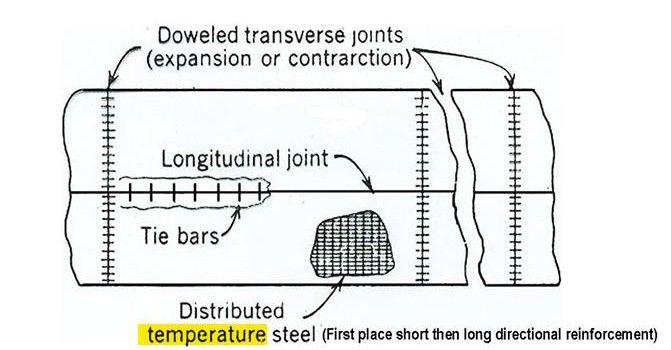 Doweled transverse joints
(expansion or contrarction)
Longitudinal joint
Tie bars
Distributed
temperature steel (First place short then long directional reinforcement)